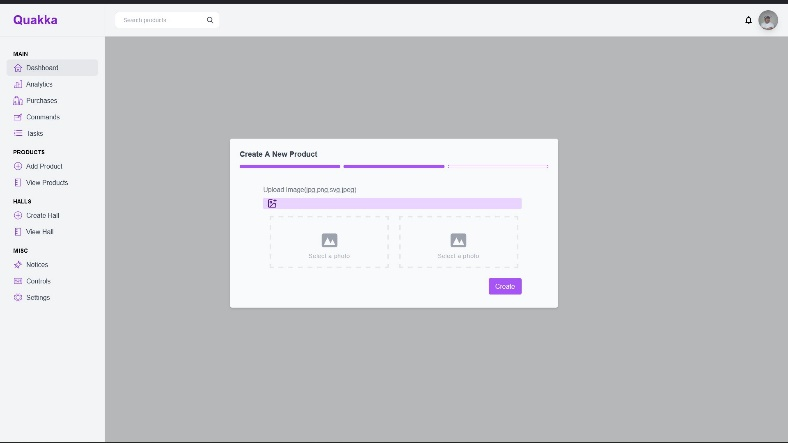 Quakka
Search products
MAIN
Dashboard
Analytics
Purchases
Commands
Tasks
PRODUCTS
Add Product
View Products
HALLS
Create Hall
View Hall
MISC
Notices
Controls
Settings
Create A New Product
Upload Image(jpg,png,svg,jpeg)
Select a photo
Select a photo
Create